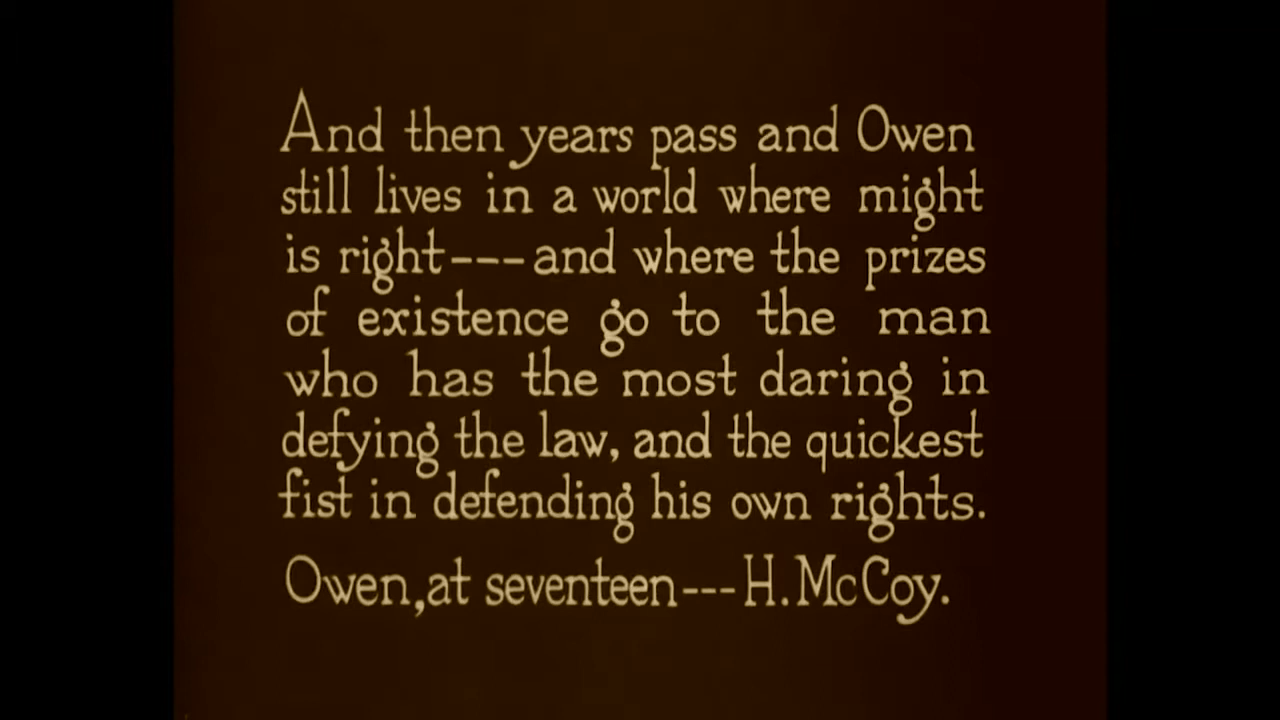 And then years pass and Owen
still lives in a world where might
is right---and where the prizes
of existence go to the man
who has the most daring in
defying the law, and the quickest
fist in defending his own rights.
Owen, at seventeen---H. McCoy.